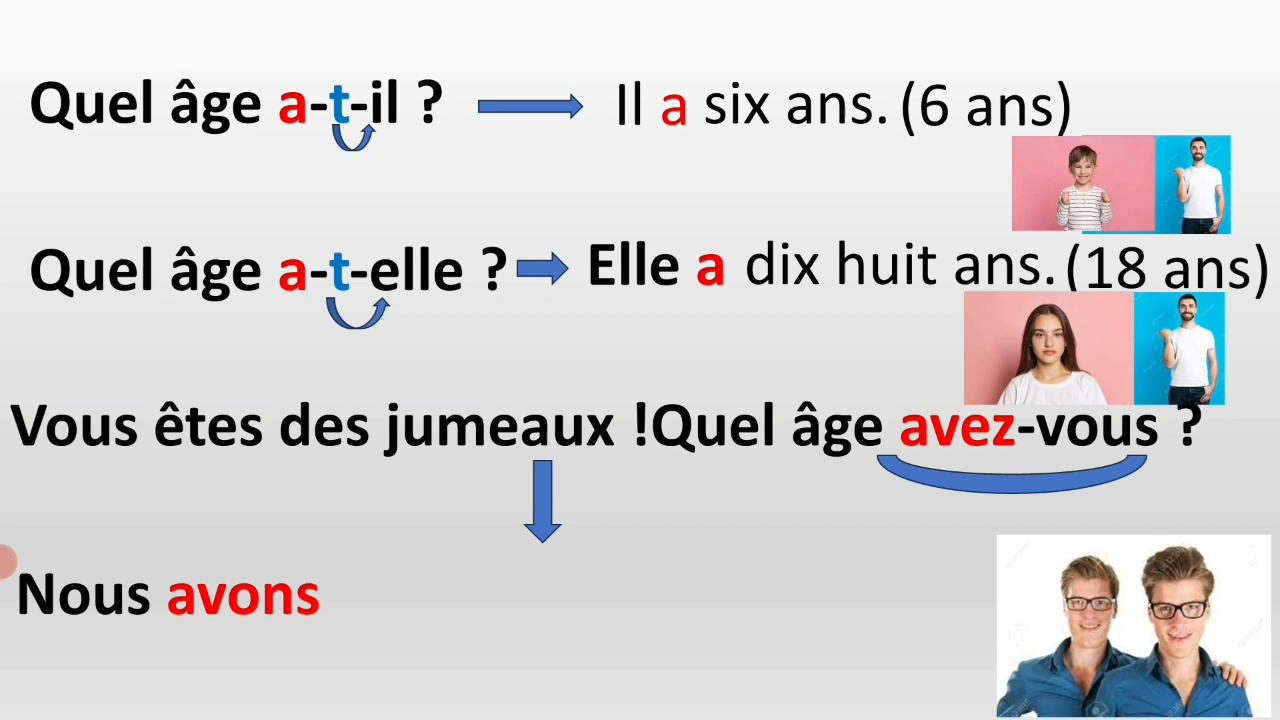 Quel âge a-t-il ? Il a six ans. (6 ans)
Quel âge a-t-elle ? Elle a dix huit ans. (18 ans)
Vous êtes des jumeaux !Quel âge avez-vous ?
Nous avons